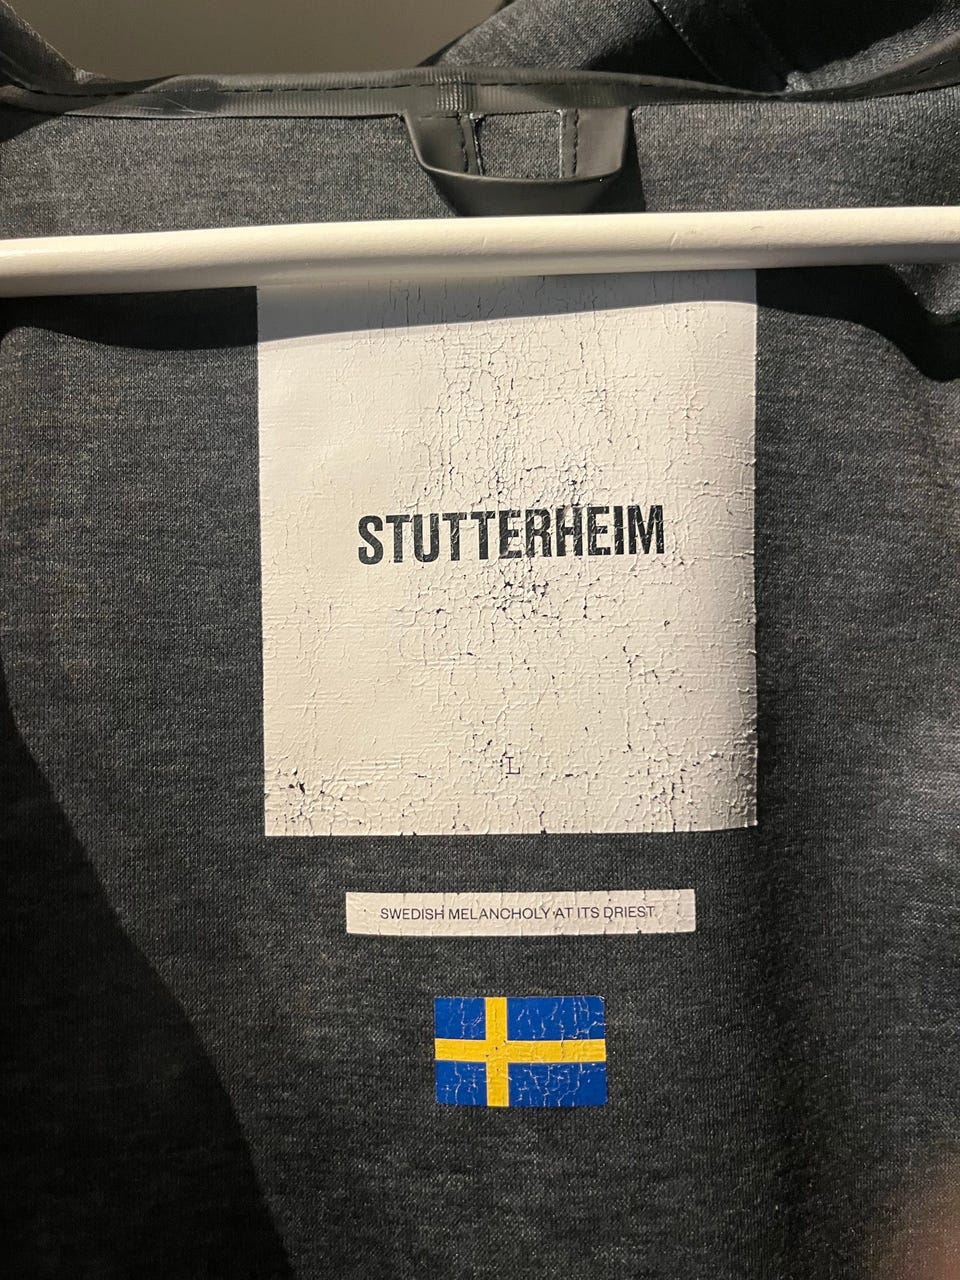 STUTTERHEIM
L
SWEDISH MELANCHOLY AT ITS DRIEST.